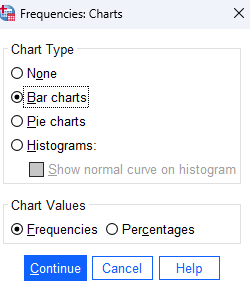 Frequencies: Charts
Chart Type
None
Bar charts
Pie charts
Histograms:
Show normal curve on histogram
Chart Values
Frequencies Percentages
Continue Cancel Help